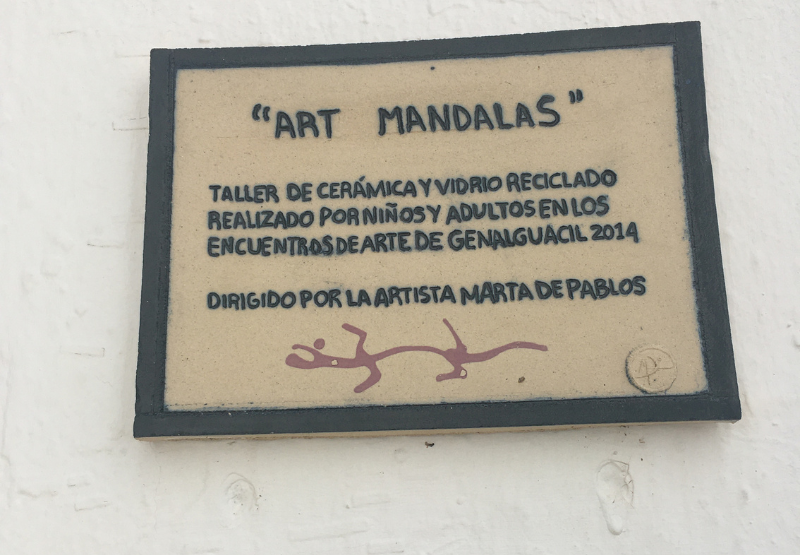 “ART MANDALAS”
TALLER DE CERÁMICA Y VIDRIO RECICLADO
REALIZADO POR NIÑOS Y ADULTOS EN LOS
ENCUENTROS DE ARTE DE GENALGUACIL 2014
DIRIGIDO POR LA ARTISTA MARTA DE PABLOS